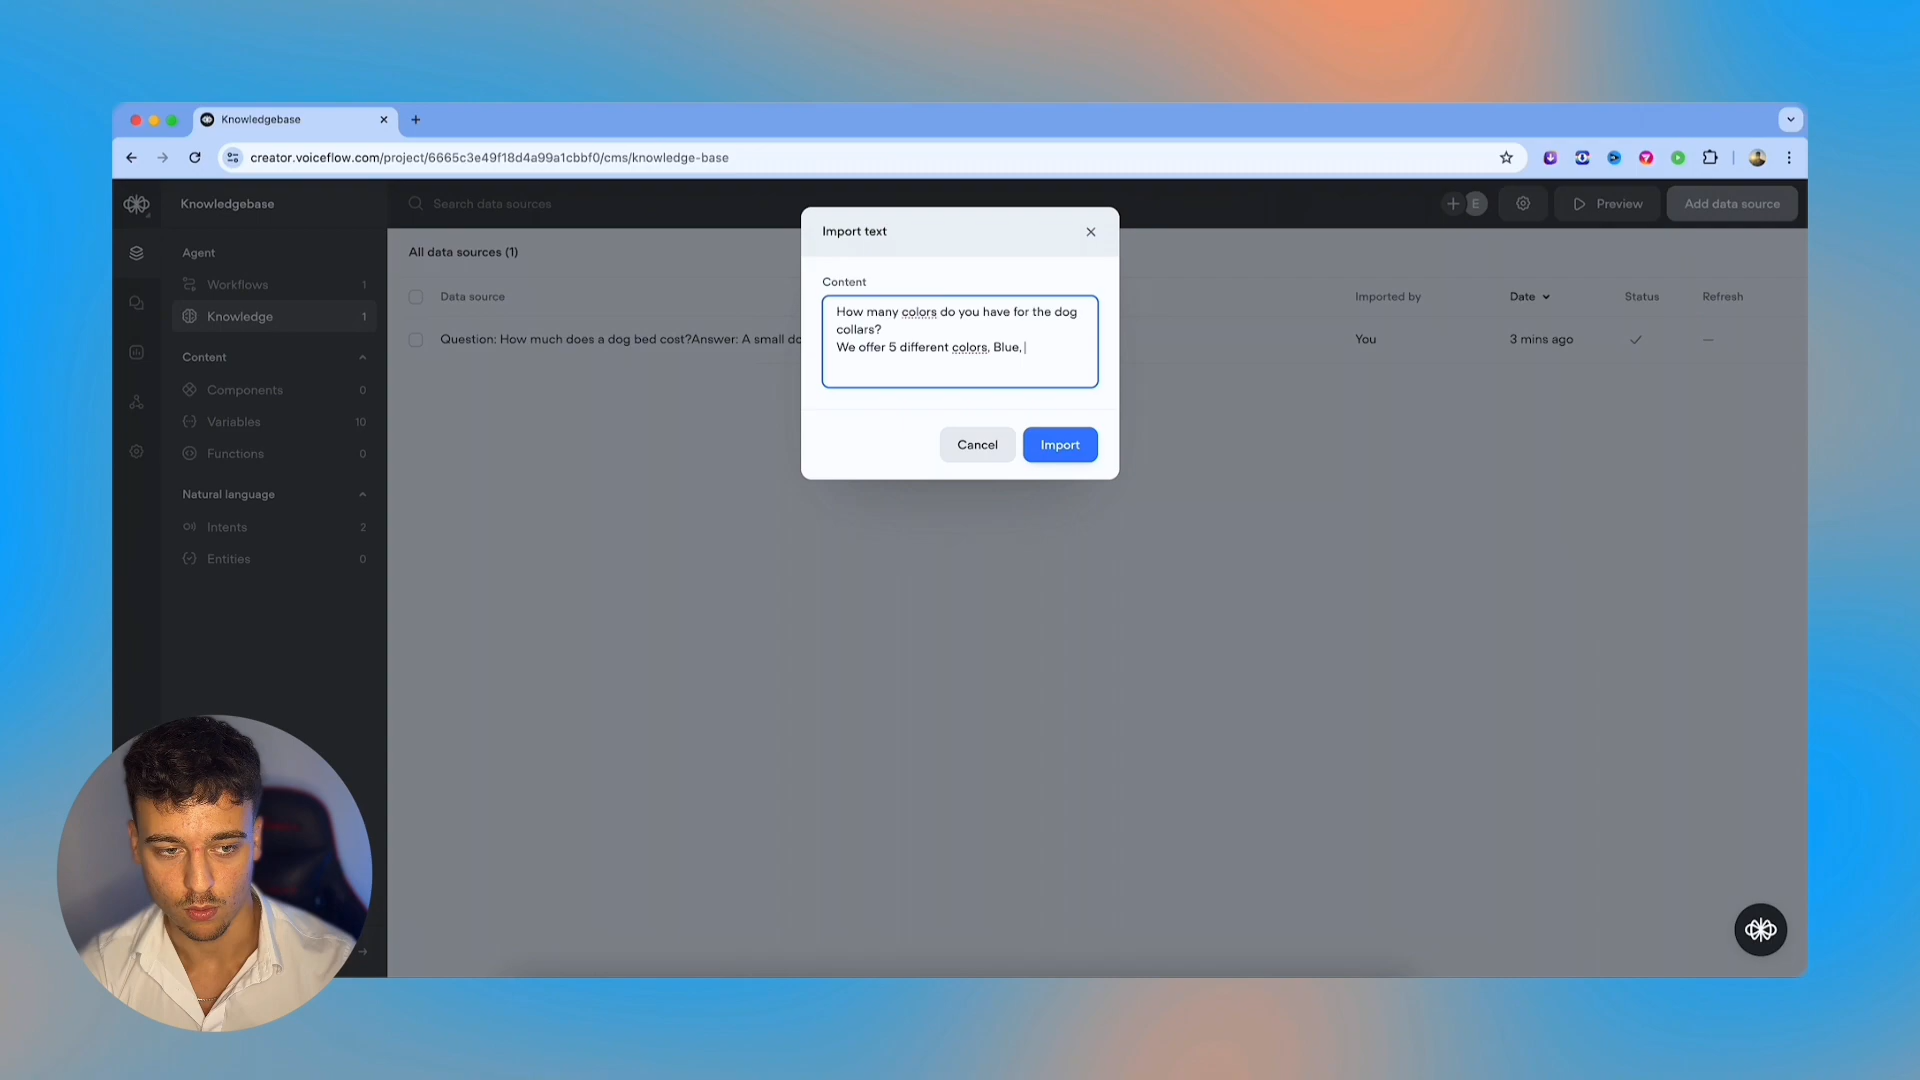 Knowledgebase
creator.voiceflow.com/project/6665c3e49f18d4a99a1cbbf0/cms/knowledge-base
Knowledgebase
Search data sources
E
Preview
Add data source
Agent
Workflows 1
Knowledge 1
Content
Components 0
Variables 10
Functions 0
Natural language
Intents 2
Entities 0
All data sources (1)
Data source
Imported by
Date
Status
Refresh
Question: How much does a dog bed cost?Answer: A small do
You
3 mins ago
Import text
Content
How many colors do you have for the dog
collars?
We offer 5 different colors, Blue,
Cancel
Import